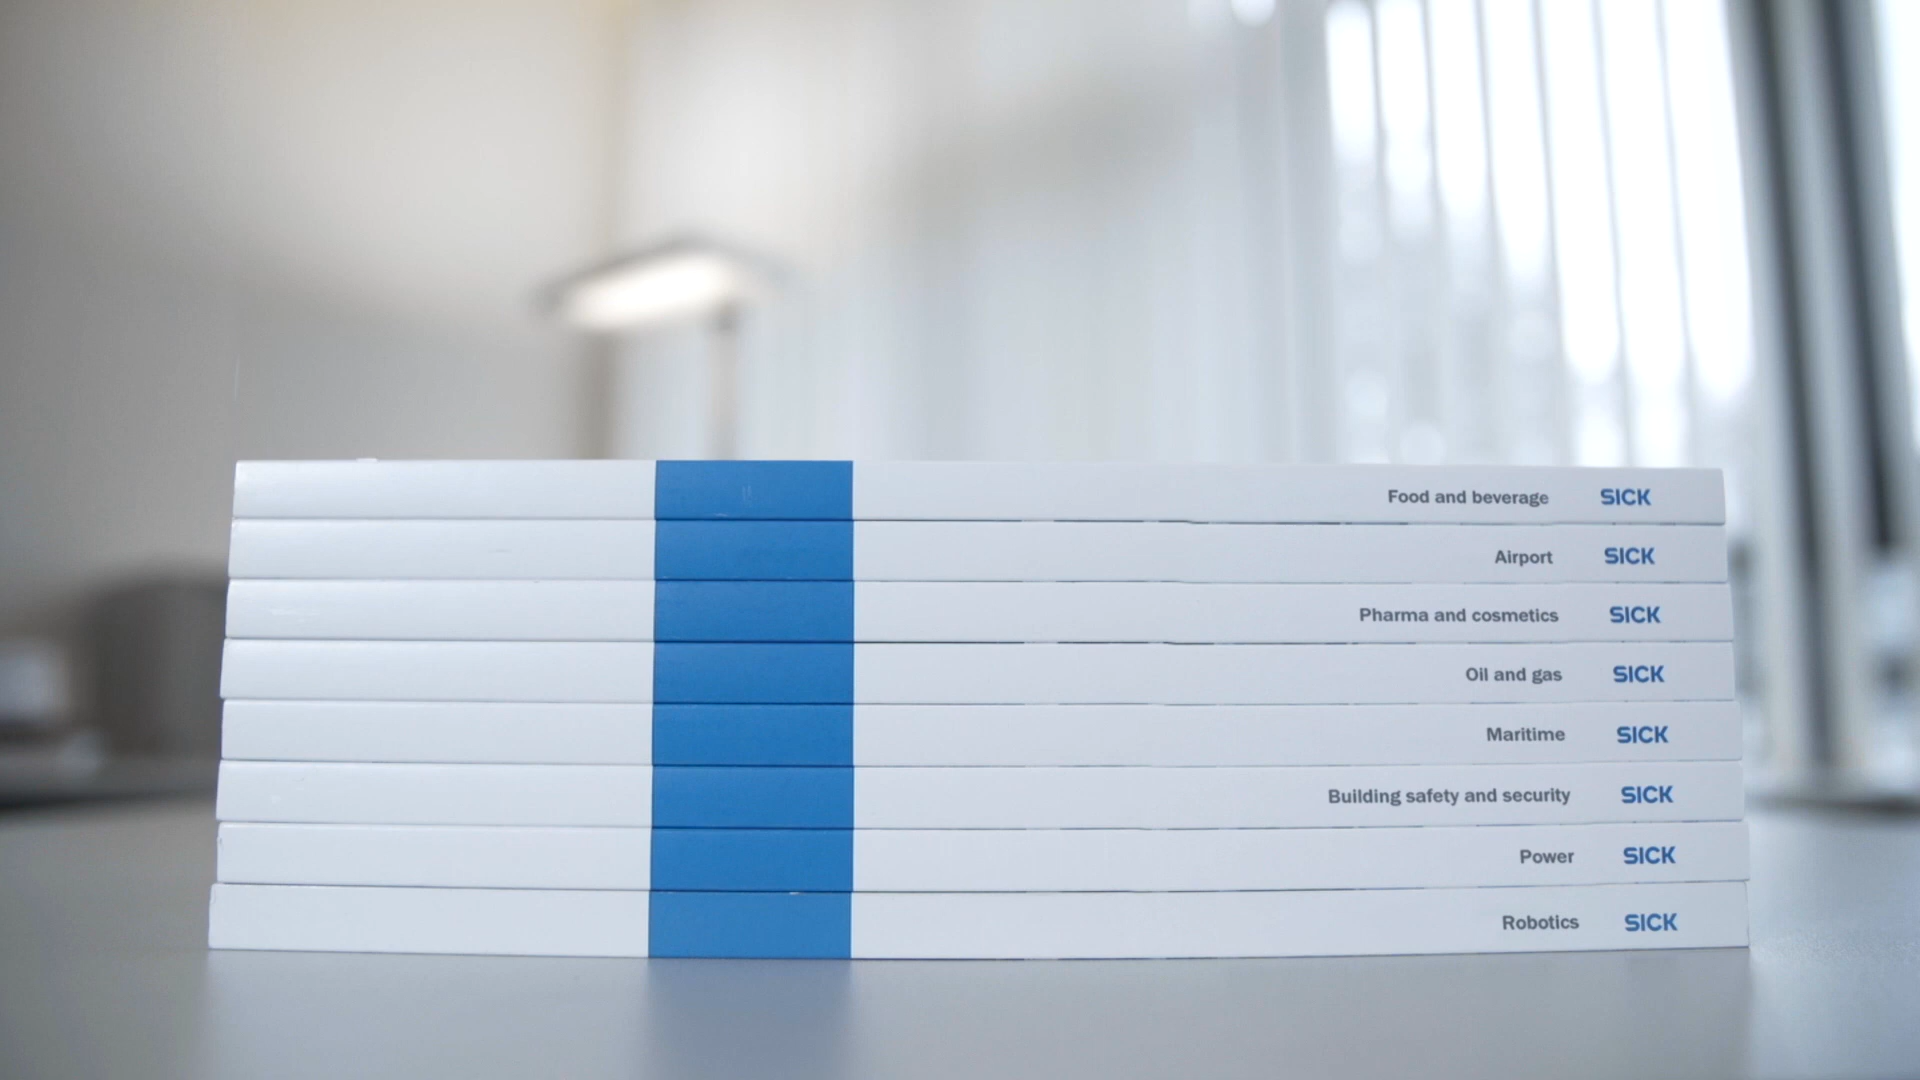 Food and beverage SICK
Airport SICK
Pharma and cosmetics SICK
Oil and gas SICK
Maritime SICK
Building safety and security SICK
Power SICK
Robotics SICK